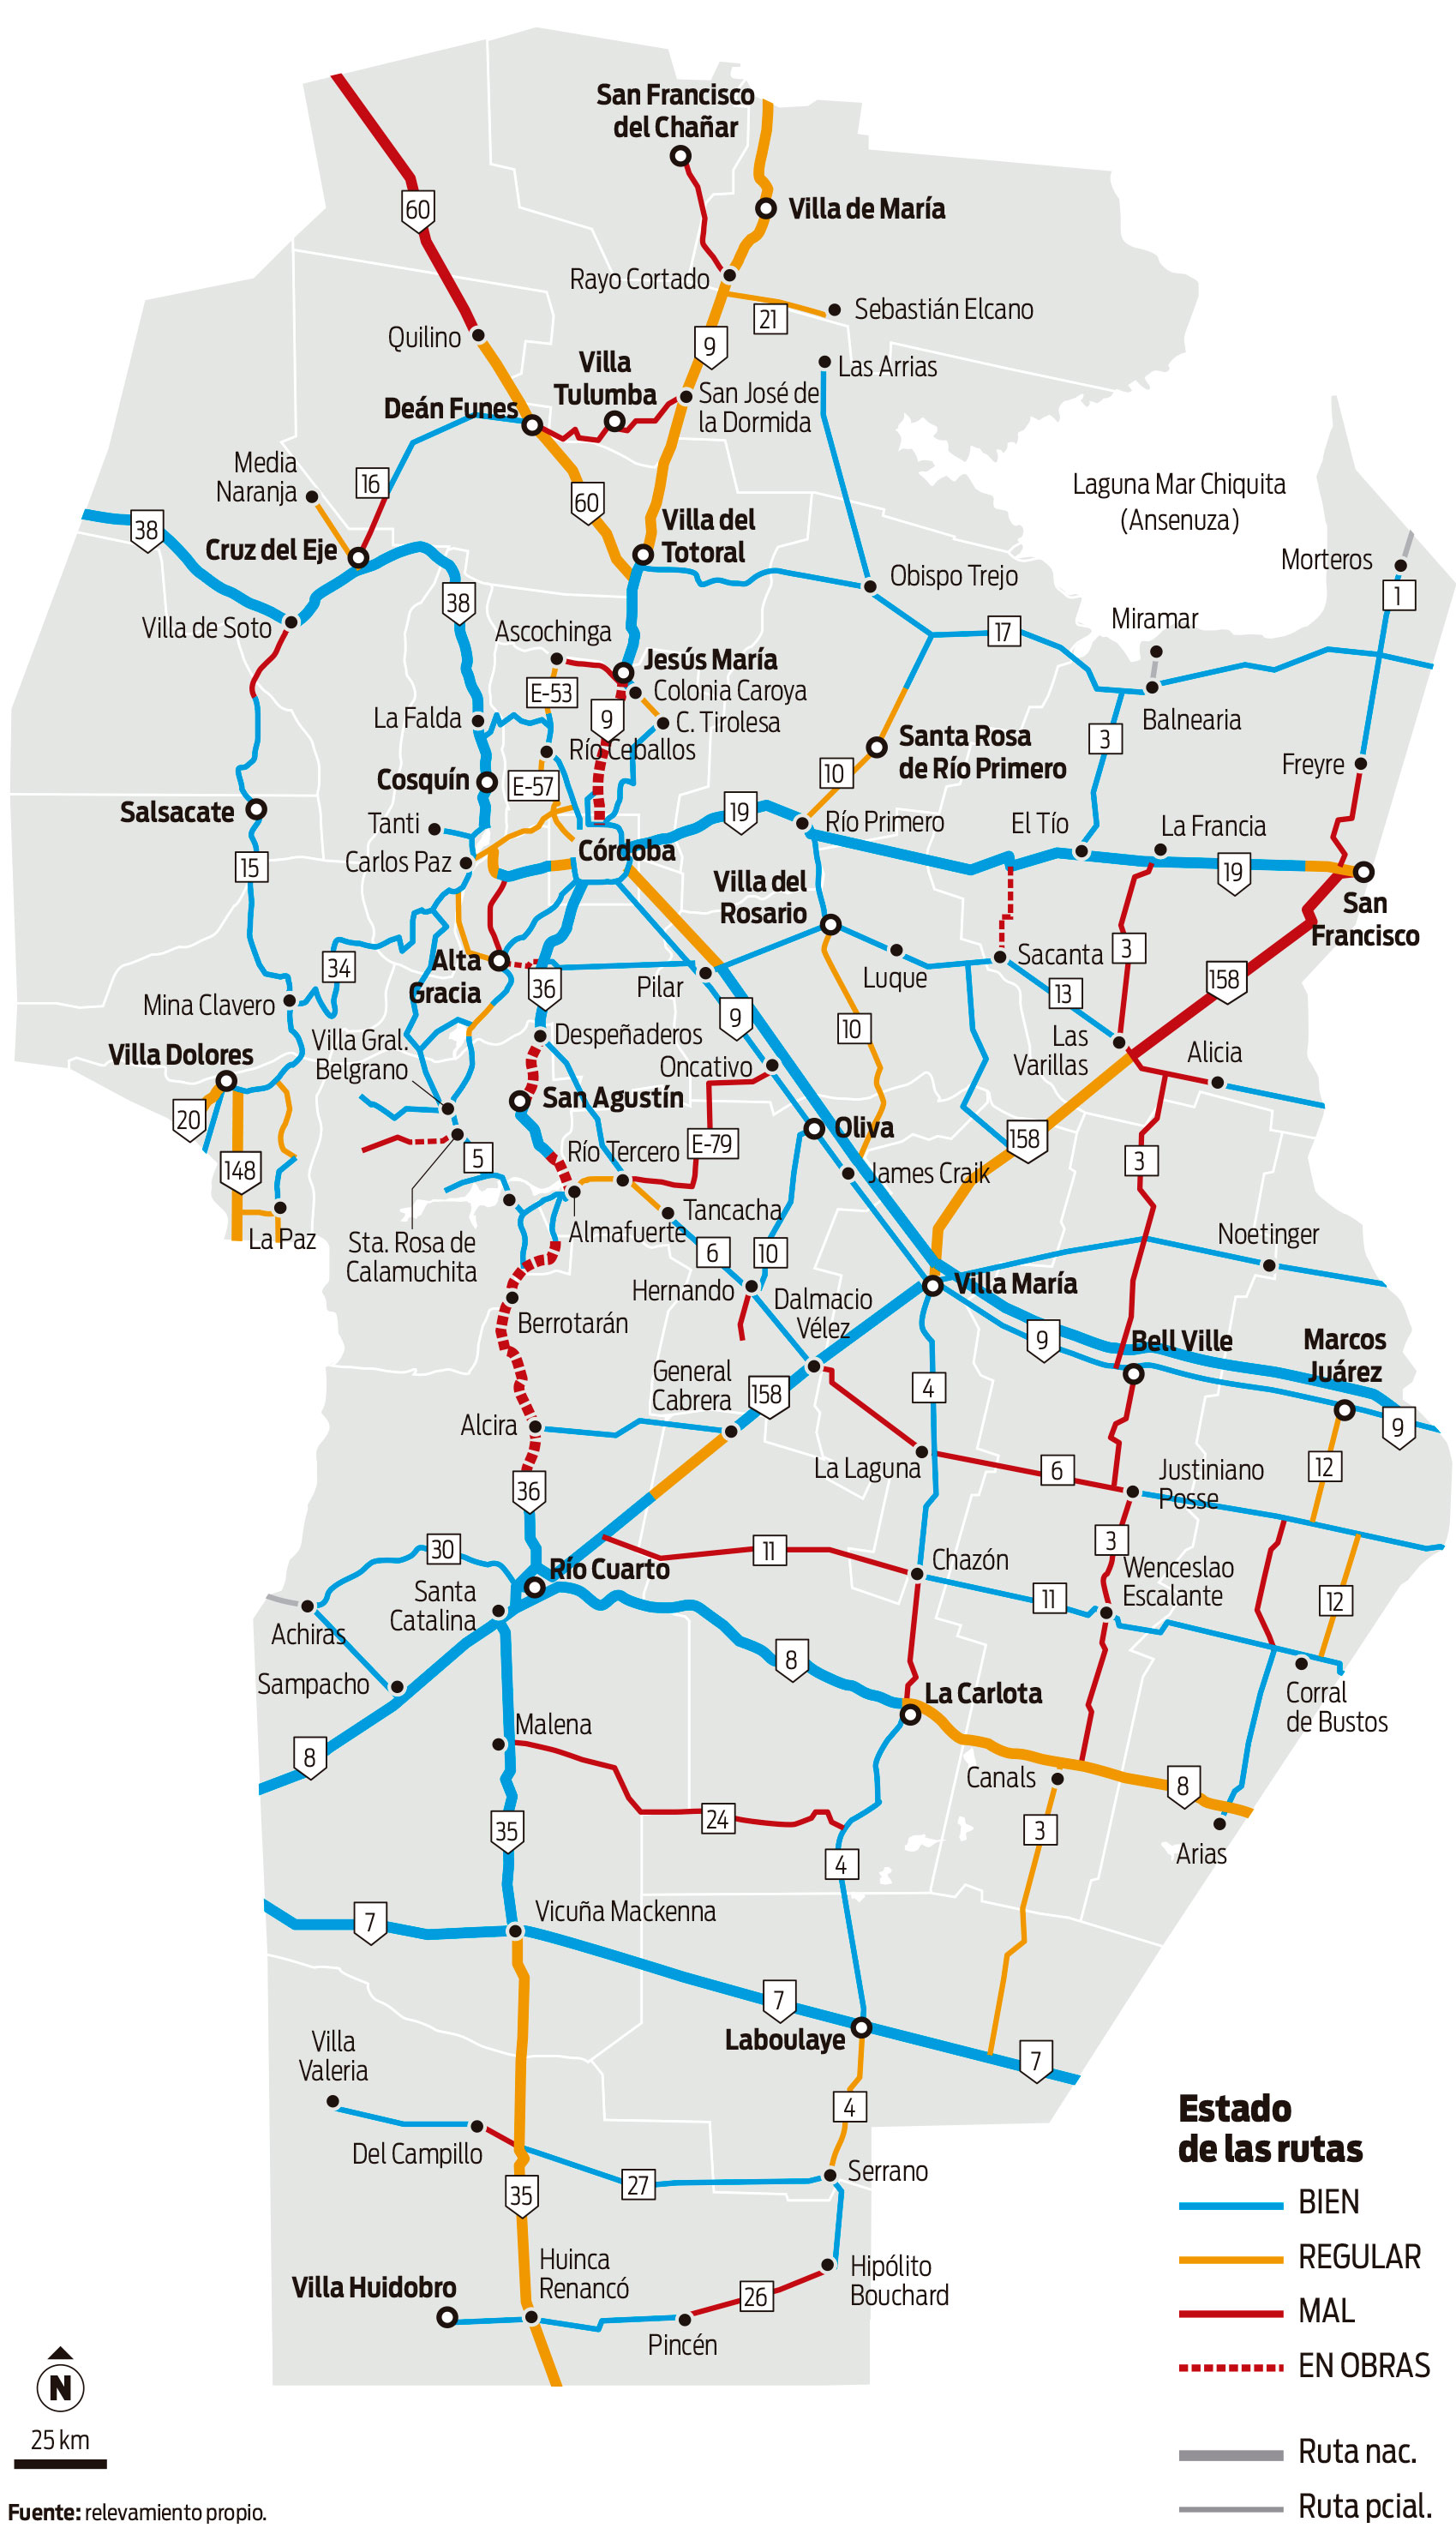 San Francisco
del Chañar
60
Villa de María
Rayo Cortado
21
Sebastián Elcano
Quilino
9
Villa
Tulumba
Las Arrias
San José de
la Dormida
Deán Funes
Media
Naranja
16
60
Laguna Mar Chiquita
(Ansenuza)
38
Cruz del Eje
Villa del
Totoral
Morteros
38
Obispo Trejo
1
Villa de Soto
Ascochinga
17
Miramar
Jesús María
E-53
Colonia Caroya
La Falda
9
C. Tirolesa
Balnearia
3
Río Ceballos
Santa Rosa
de Río Primero
Freyre
Cosquín
E-57
10
Salsacate
Tanti
19
Río Primero
El Tío
La Francia
Carlos Paz
Córdoba
15
19
Villa del
Rosario
San
Francisco
Alta
Gracia
34
36
Pilar
Luque
Sacanta
3
158
13
Mina Clavero
9
10
Despeñaderos
Villa Gral.
Belgrano
Las
Varillas
Alicia
Villa Dolores
Oncativo
San Agustín
20
Oliva
158
148
5
Río Tercero
E-79
3
James Craik
La Paz
Sta. Rosa de
Calamuchita
Almafuerte
Tancacha
6
10
Noetinger
Hernando
Dalmacio
Vélez
Villa María
Berrotarán
9
Bell Ville
Marcos
Juárez
General
Cabrera
158
4
9
Alcira
La Laguna
6
12
Justiniano
Posse
36
30
11
3
Río Cuarto
Chazón
Wenceslao
Escalante
Santa
Catalina
11
12
Achiras
8
Sampacho
La Carlota
Corral
de Bustos
Malena
8
Canals
8
24
35
3
4
Arias
7
Vicuña Mackenna
7
Laboulaye
7
Villa
Valeria
4
Del Campillo
27
Serrano
35
Huinca
Renancó
Hipólito
Bouchard
Villa Huidobro
26
Pincén
Estado
de las rutas
BIEN
REGULAR
MAL
EN OBRAS
Ruta nac.
Ruta pcial.
N
25 km
Fuente: relevamiento propio.